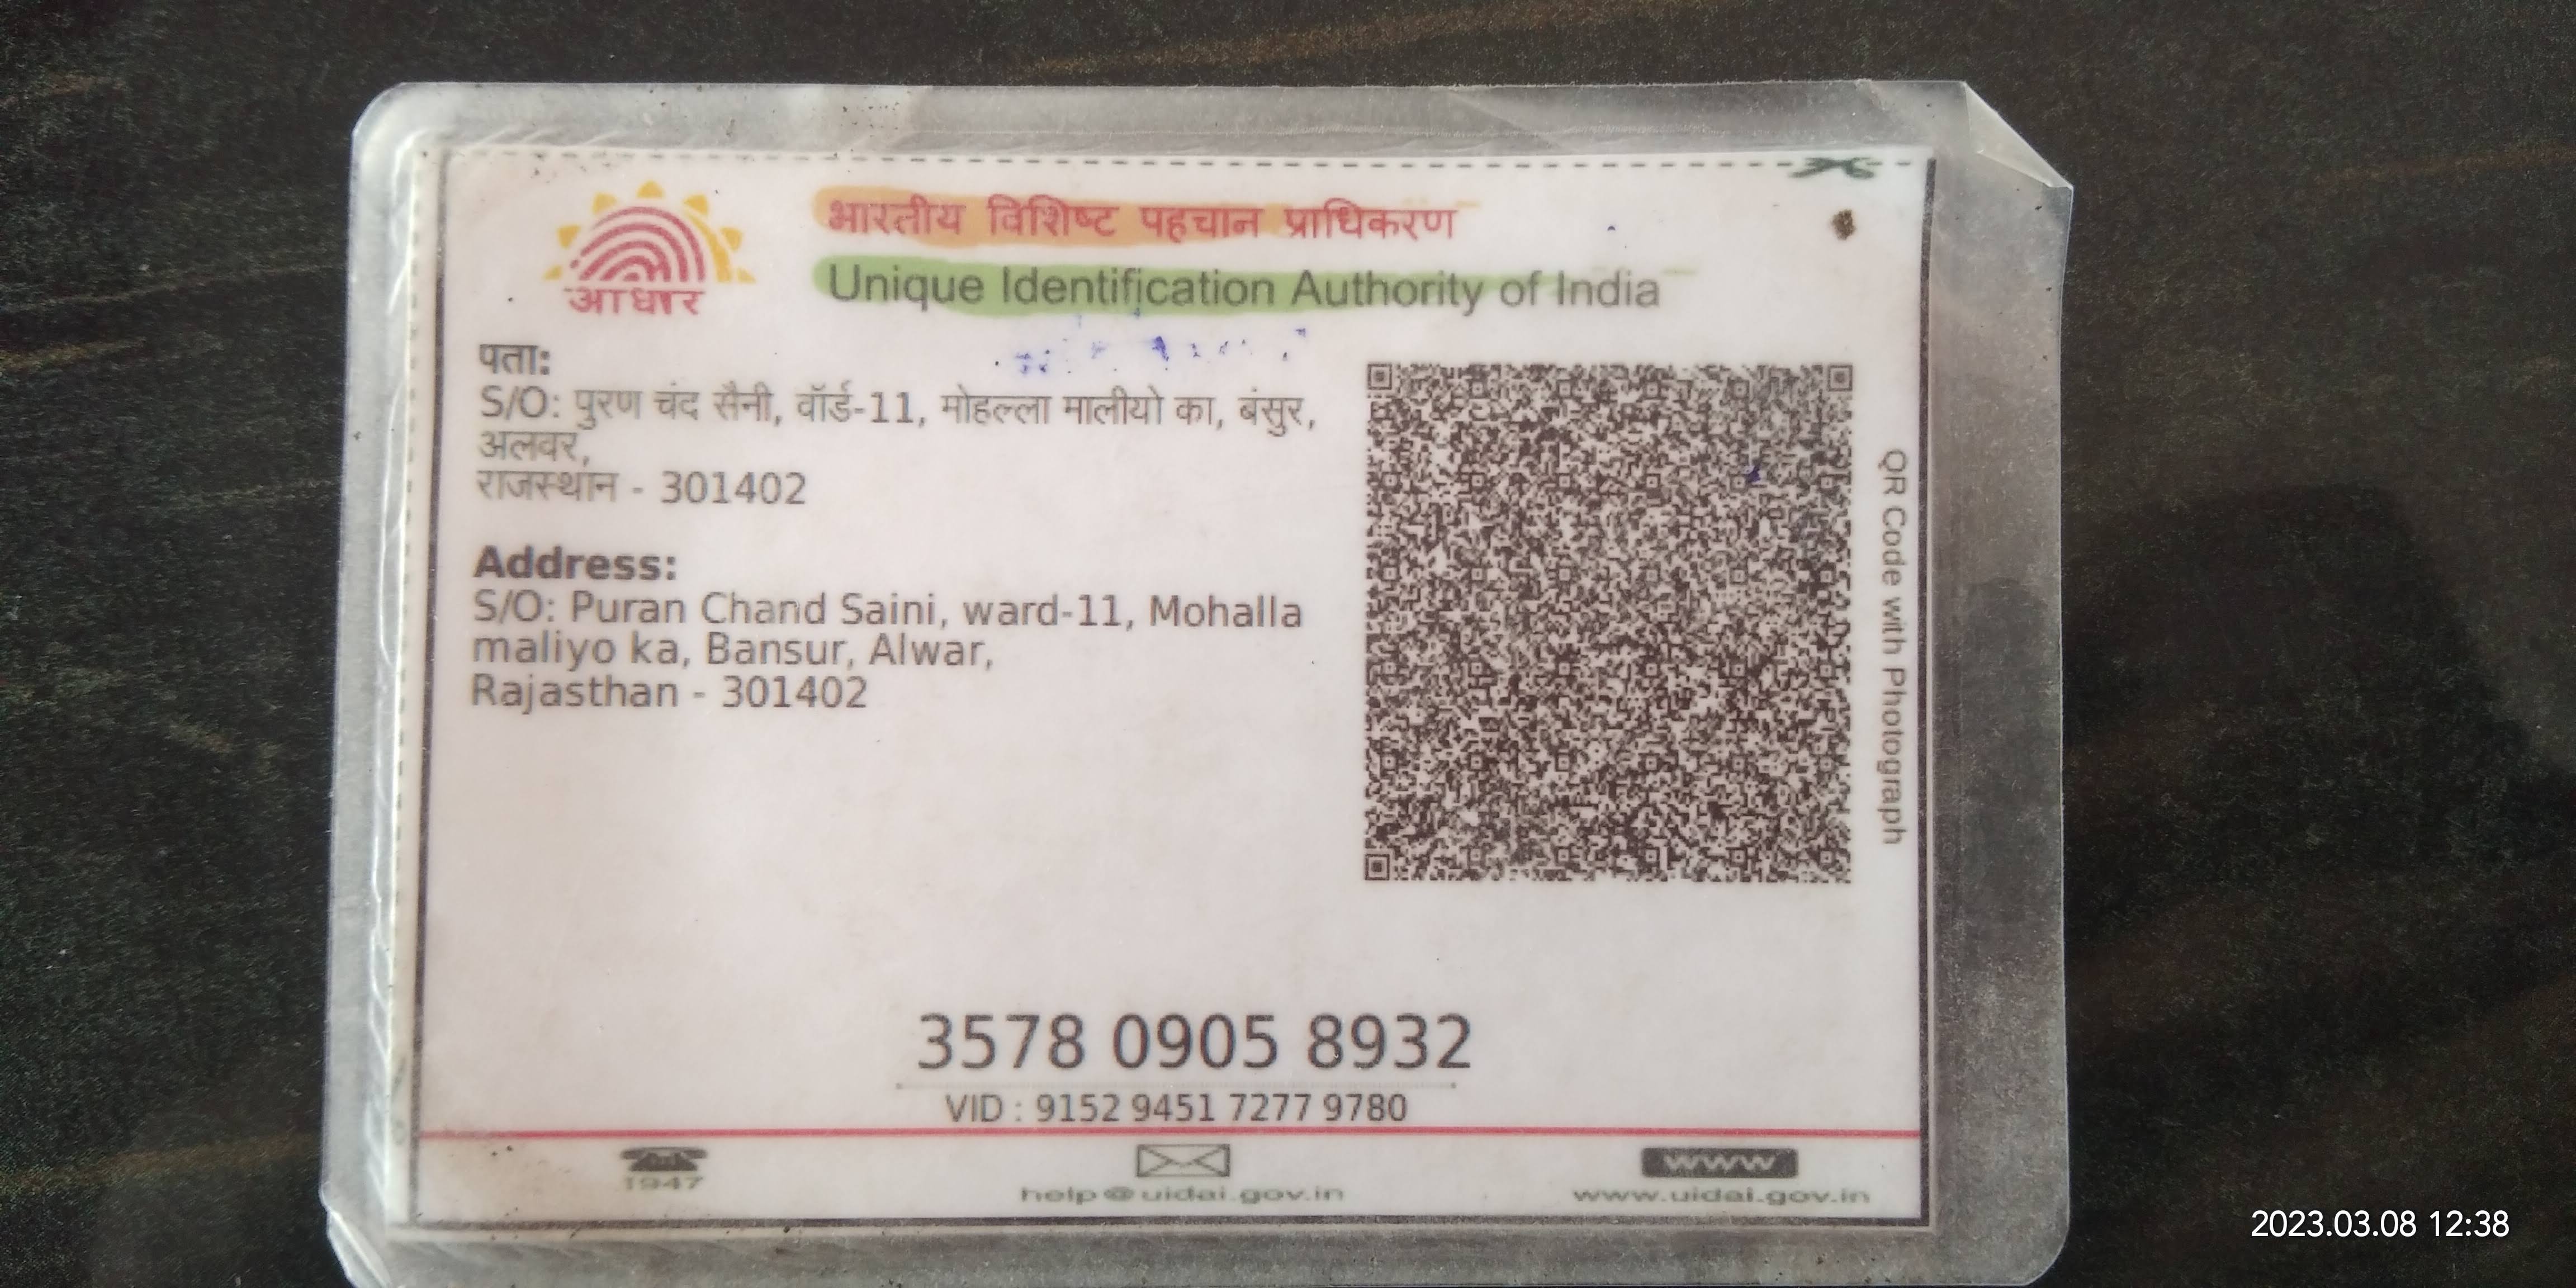 आधार
भारतीय विशिष्ट पहचान प्राधिकरण
Unique Identification Authority of India
पता:
S/O: पुरण चंद सैनी, वॉर्ड-11, मोहल्ला मालीयो का, बंसुर,
अलवर,
राजस्थान - 301402
Address:
S/O: Puran Chand Saini, ward-11, Mohalla
maliyo ka, Bansur, Alwar,
Rajasthan - 301402
QR Code with Photograph
3578 0905 8932
VID : 9152 9451 7277 9780
1947
help@uidai.gov.in
www
www.uidai.gov.in
2023.03.08 12:38